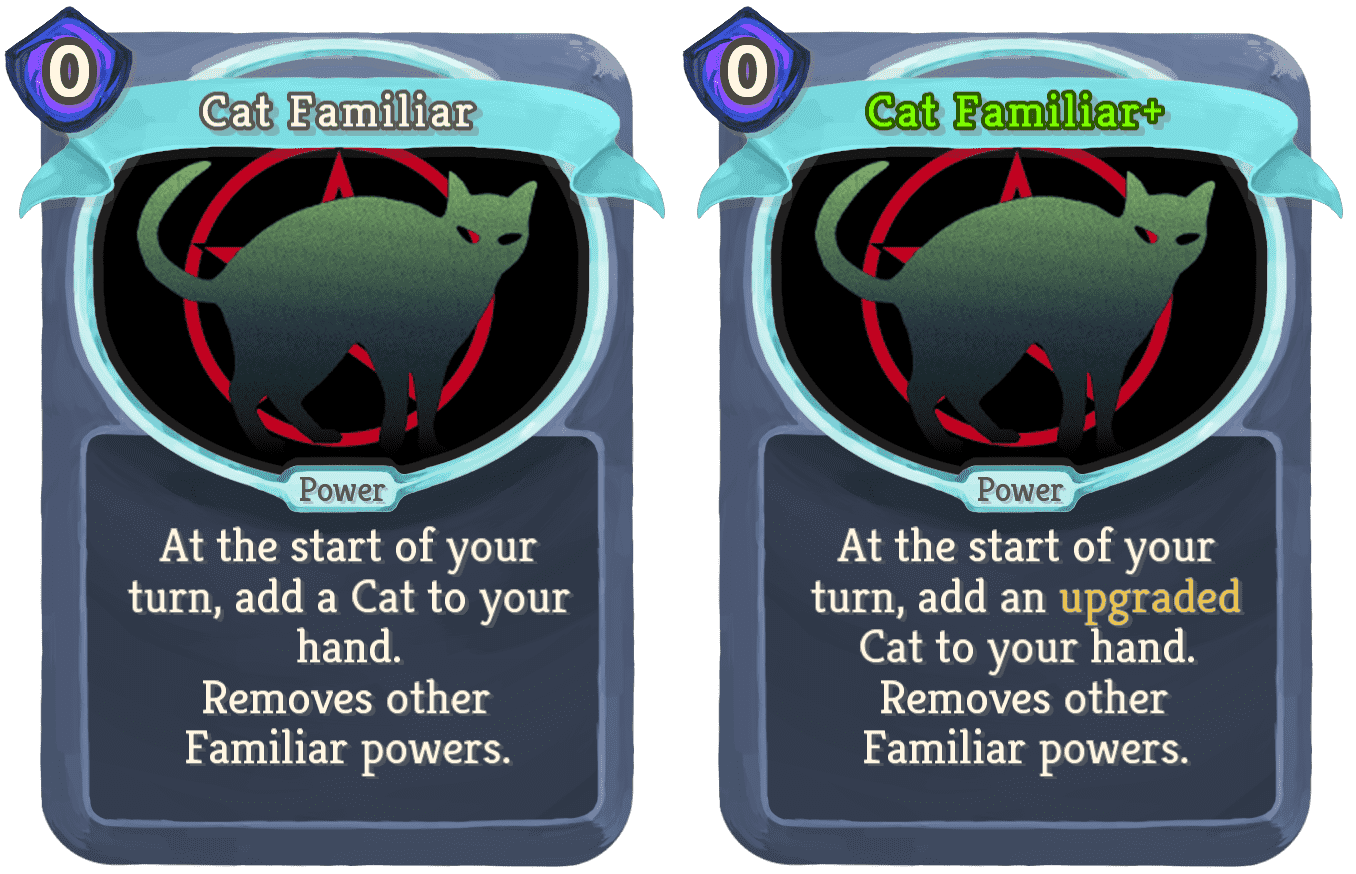 0
Cat Familiar
Power
At the start of your
turn, add a Cat to your
hand.
Removes other
Familiar powers.
0
Cat Familiar+
Power
At the start of your
turn, add an upgraded
Cat to your hand.
Removes other
Familiar powers.